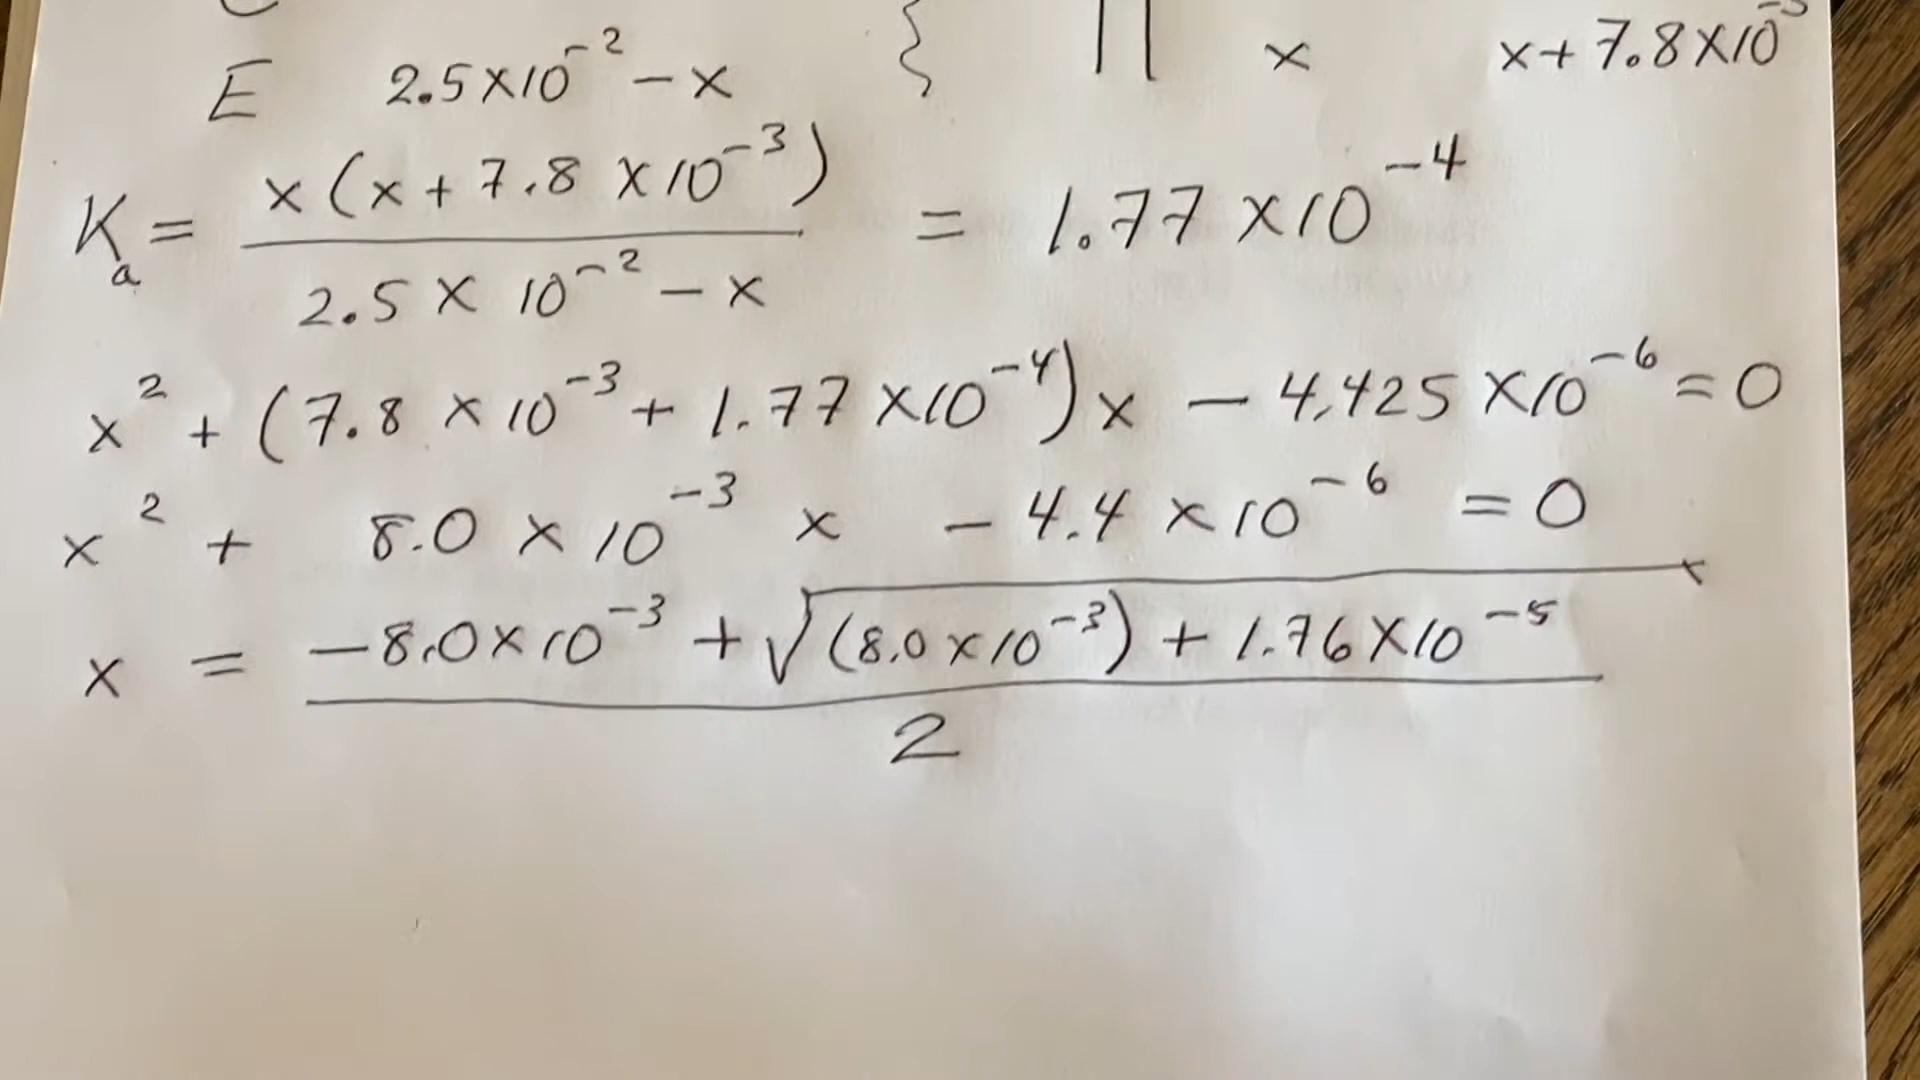 E 2.5×10⁻² − x x x + 7.8×10⁻³
Kₐ = x(x + 7.8 ×10⁻³) / 2.5 × 10⁻² − x = 1.77 ×10⁻⁴
x² + (7.8 × 10⁻³ + 1.77 ×10⁻⁴)x − 4.425 ×10⁻⁶ = 0
x² + 8.0 × 10⁻³ x − 4.4 × 10⁻⁶ = 0
x = −8.0×10⁻³ + √(8.0×10⁻³) + 1.76×10⁻⁵ / 2